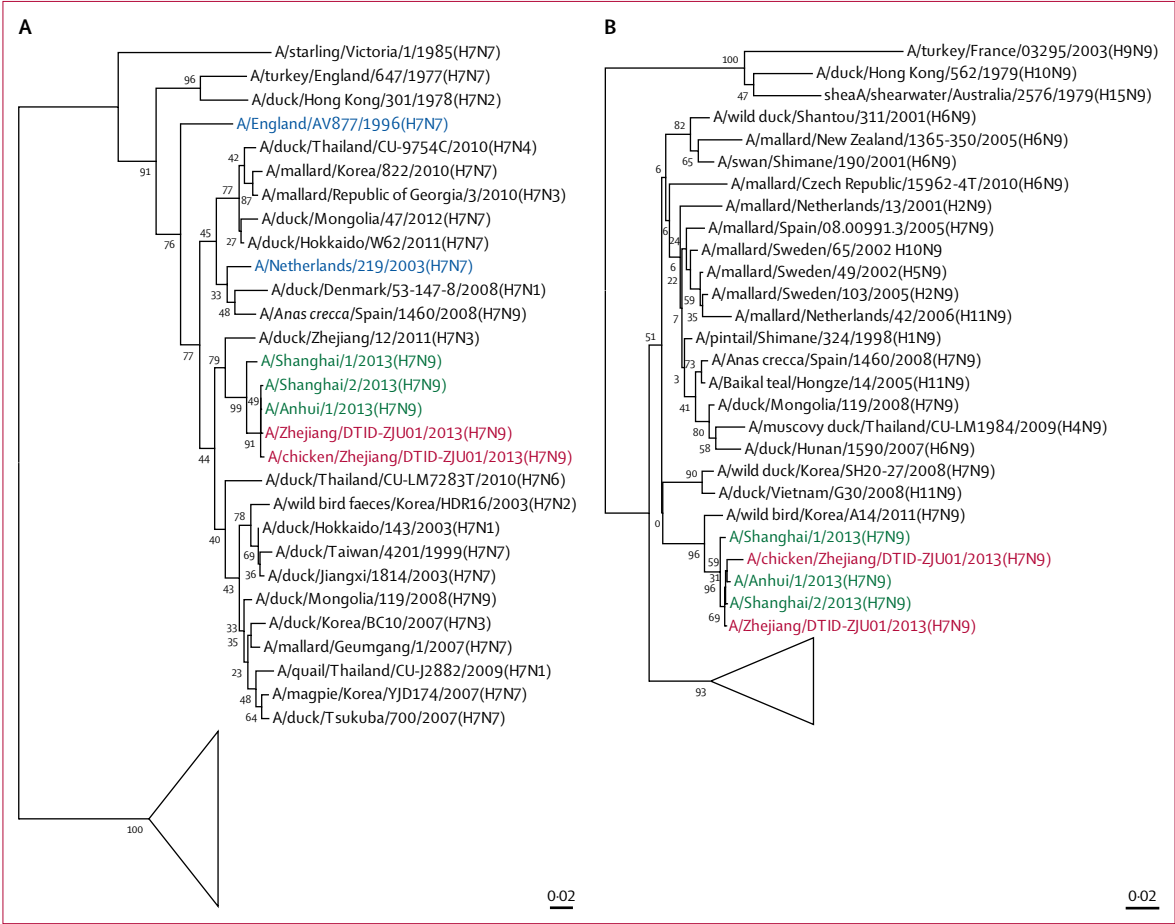 A
A/starling/Victoria/1/1985(H7N7)
96
A/turkey/England/647/1977(H7N7)
A/duck/Hong Kong/301/1978(H7N2)
91
A/England/AV877/1996(H7N7)
76
42
A/duck/Thailand/CU-9754C/2010(H7N4)
A/mallard/Korea/822/2010(H7N7)
77
87
A/mallard/Republic of Georgia/3/2010(H7N3)
A/duck/Mongolia/47/2012(H7N7)
45
27
A/duck/Hokkaido/W62/2011(H7N7)
A/Netherlands/219/2003(H7N7)
33
A/duck/Denmark/53-147-8/2008(H7N1)
48
A/Anas crecca/Spain/1460/2008(H7N9)
77
A/duck/Zhejiang/12/2011(H7N3)
79
A/Shanghai/1/2013(H7N9)
A/Shanghai/2/2013(H7N9)
99
49
A/Anhui/1/2013(H7N9)
A/Zhejiang/DTID-ZJU01/2013(H7N9)
91
A/chicken/Zhejiang/DTID-ZJU01/2013(H7N9)
44
A/duck/Thailand/CU-LM7283T/2010(H7N6)
A/wild bird faeces/Korea/HDR16/2003(H7N2)
78
A/duck/Hokkaido/143/2003(H7N1)
40
69
A/duck/Taiwan/4201/1999(H7N7)
36
A/duck/Jiangxi/1814/2003(H7N7)
43
A/duck/Mongolia/119/2008(H7N9)
A/duck/Korea/BC10/2007(H7N3)
33
35
A/mallard/Geumgang/1/2007(H7N7)
23
A/quail/Thailand/CU-J2882/2009(H7N1)
48
A/magpie/Korea/YJD174/2007(H7N7)
64
A/duck/Tsukuba/700/2007(H7N7)
100
0·02
B
A/turkey/France/03295/2003(H9N9)
100
A/duck/Hong Kong/562/1979(H10N9)
47
sheaA/shearwater/Australia/2576/1979(H15N9)
A/wild duck/Shantou/311/2001(H6N9)
82
A/mallard/New Zealand/1365-350/2005(H6N9)
65
A/swan/Shimane/190/2001(H6N9)
6
A/mallard/Czech Republic/15962-4T/2010(H6N9)
A/mallard/Netherlands/13/2001(H2N9)
6
A/mallard/Spain/08.00991.3/2005(H7N9)
24
A/mallard/Sweden/65/2002 H10N9
6
22
A/mallard/Sweden/49/2002(H5N9)
59
A/mallard/Sweden/103/2005(H2N9)
7
35
A/mallard/Netherlands/42/2006(H11N9)
A/pintail/Shimane/324/1998(H1N9)
51
73
A/Anas crecca/Spain/1460/2008(H7N9)
3
A/Baikal teal/Hongze/14/2005(H11N9)
41
A/duck/Mongolia/119/2008(H7N9)
80
A/muscovy duck/Thailand/CU-LM1984/2009(H4N9)
58
A/duck/Hunan/1590/2007(H6N9)
90
A/wild duck/Korea/SH20-27/2008(H7N9)
A/duck/Vietnam/G30/2008(H11N9)
0
A/wild bird/Korea/A14/2011(H7N9)
96
A/Shanghai/1/2013(H7N9)
59
A/chicken/Zhejiang/DTID-ZJU01/2013(H7N9)
31
96
A/Anhui/1/2013(H7N9)
A/Shanghai/2/2013(H7N9)
69
A/Zhejiang/DTID-ZJU01/2013(H7N9)
93
0·02